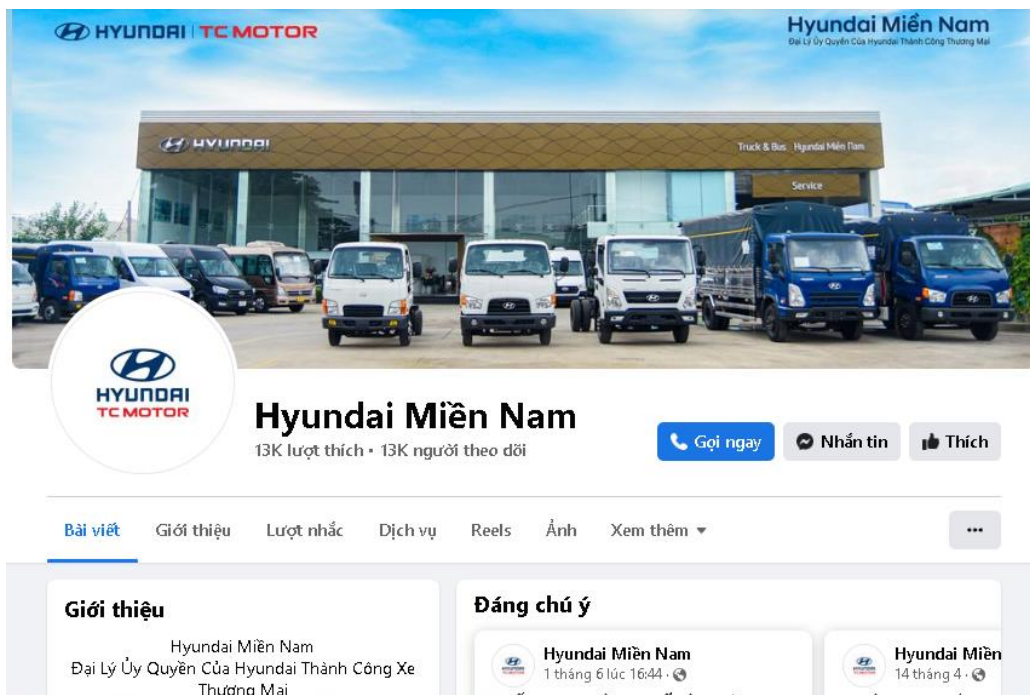 HYUNDAI | TC MOTOR
Hyundai Miền Nam
Đại Lý Ủy Quyền Của Hyundai Thành Công Thương Mại
HYUNDAI
Truck & Bus Hyundai Miền Nam
Service
HYUNDAI
TC MOTOR
Hyundai Miền Nam
13K lượt thích • 13K người theo dõi
Gọi ngay
Nhắn tin
Thích
Bài viết
Giới thiệu
Lượt nhắc
Dịch vụ
Reels
Ảnh
Xem thêm
Giới thiệu
Hyundai Miền Nam
Đại Lý Ủy Quyền Của Hyundai Thành Công Xe
Thương Mại
Đáng chú ý
Hyundai Miền Nam
1 tháng 6 lúc 16:44
Hyundai Miền
14 tháng 4